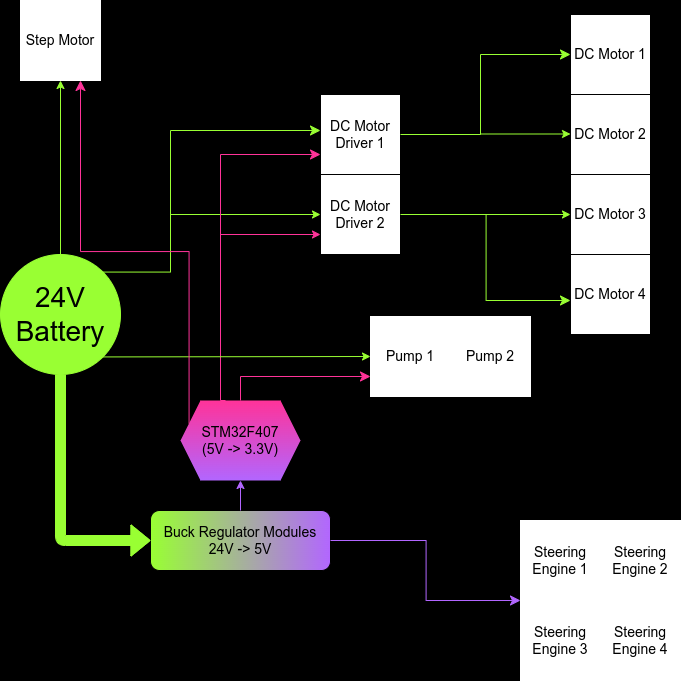 Step Motor
DC Motor 1
DC Motor
Driver 1
DC Motor 2
DC Motor
Driver 2
DC Motor 3
24V
Battery
DC Motor 4
Pump 1
Pump 2
STM32F407
(5V -> 3.3V)
Buck Regulator Modules
24V -> 5V
Steering
Engine 1
Steering
Engine 2
Steering
Engine 3
Steering
Engine 4